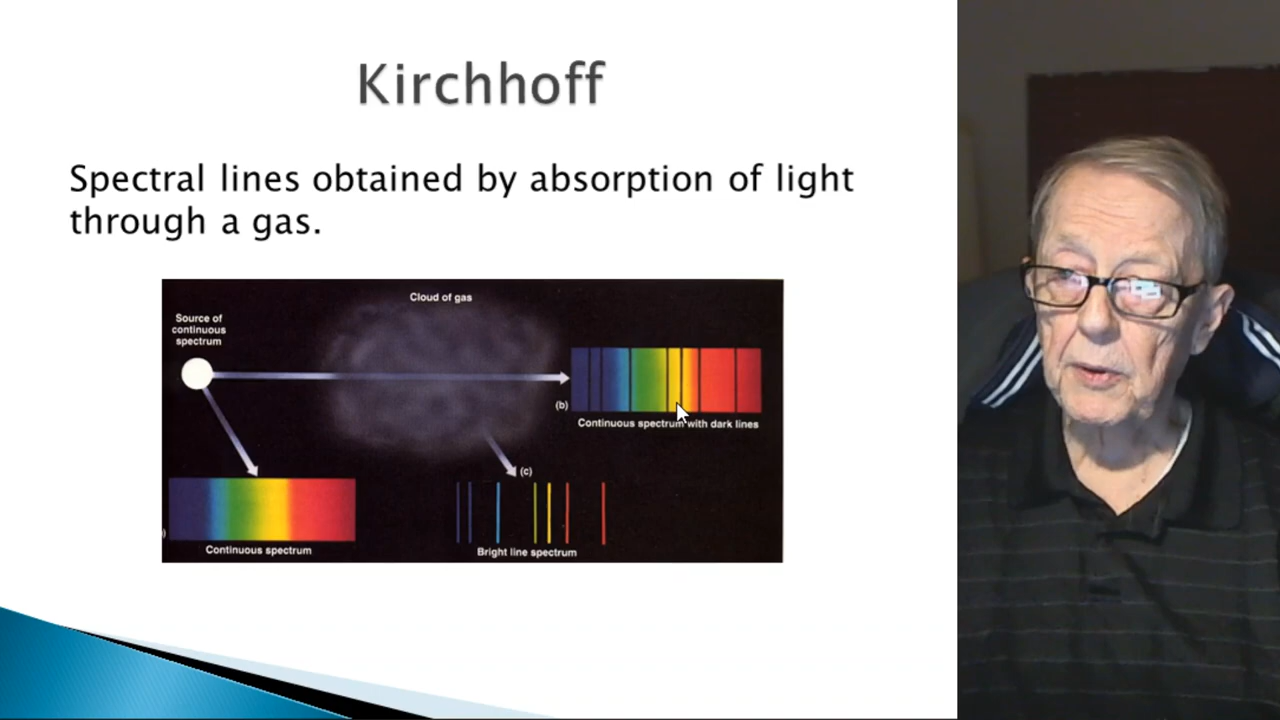 Kirchhoff
Spectral lines obtained by absorption of light
through a gas.
Cloud of gas
Source of
continuous
spectrum
(b)
Continuous spectrum with dark lines
(c)
)
Continuous spectrum
Bright line spectrum